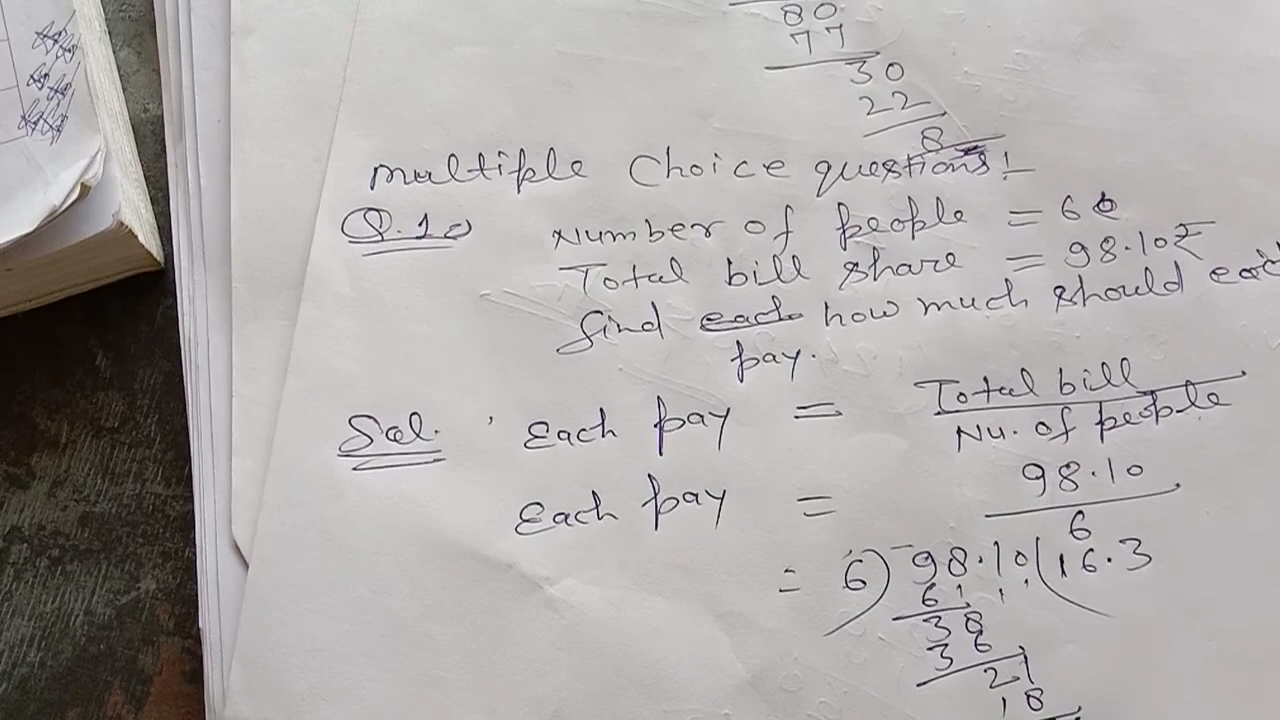 80
77
30
22
8
Multiple Choice questions:-
Q.1) Number of people = 6
Total bill share = 98.10₹
find each how much should each
pay.
Sol. Each pay = Total bill
Nu. of people
Each pay = 98.10
6
= 6) 98.10 (16.3
6
38
36
21
18